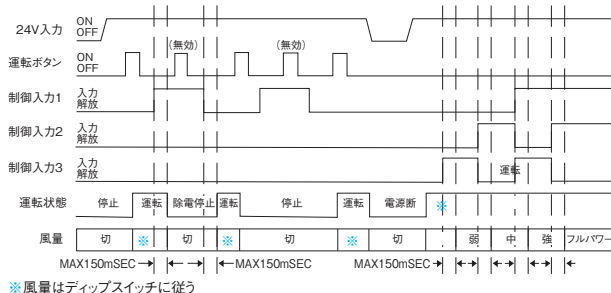 24V入力 ON OFF
(無効) (無効)
運転ボタン ON OFF
制御入力1 入力 解放
制御入力2 入力 解放
制御入力3 入力 解放 運転
運転状態 停止 運転 除電停止 運転 停止 運転 電源断 ※
風量 切 ※ 切 ※ 切 ※ 切 弱 中 強 フルパワー
MAX150mSEC MAX150mSEC MAX150mSEC
※風量はディップスイッチに従う